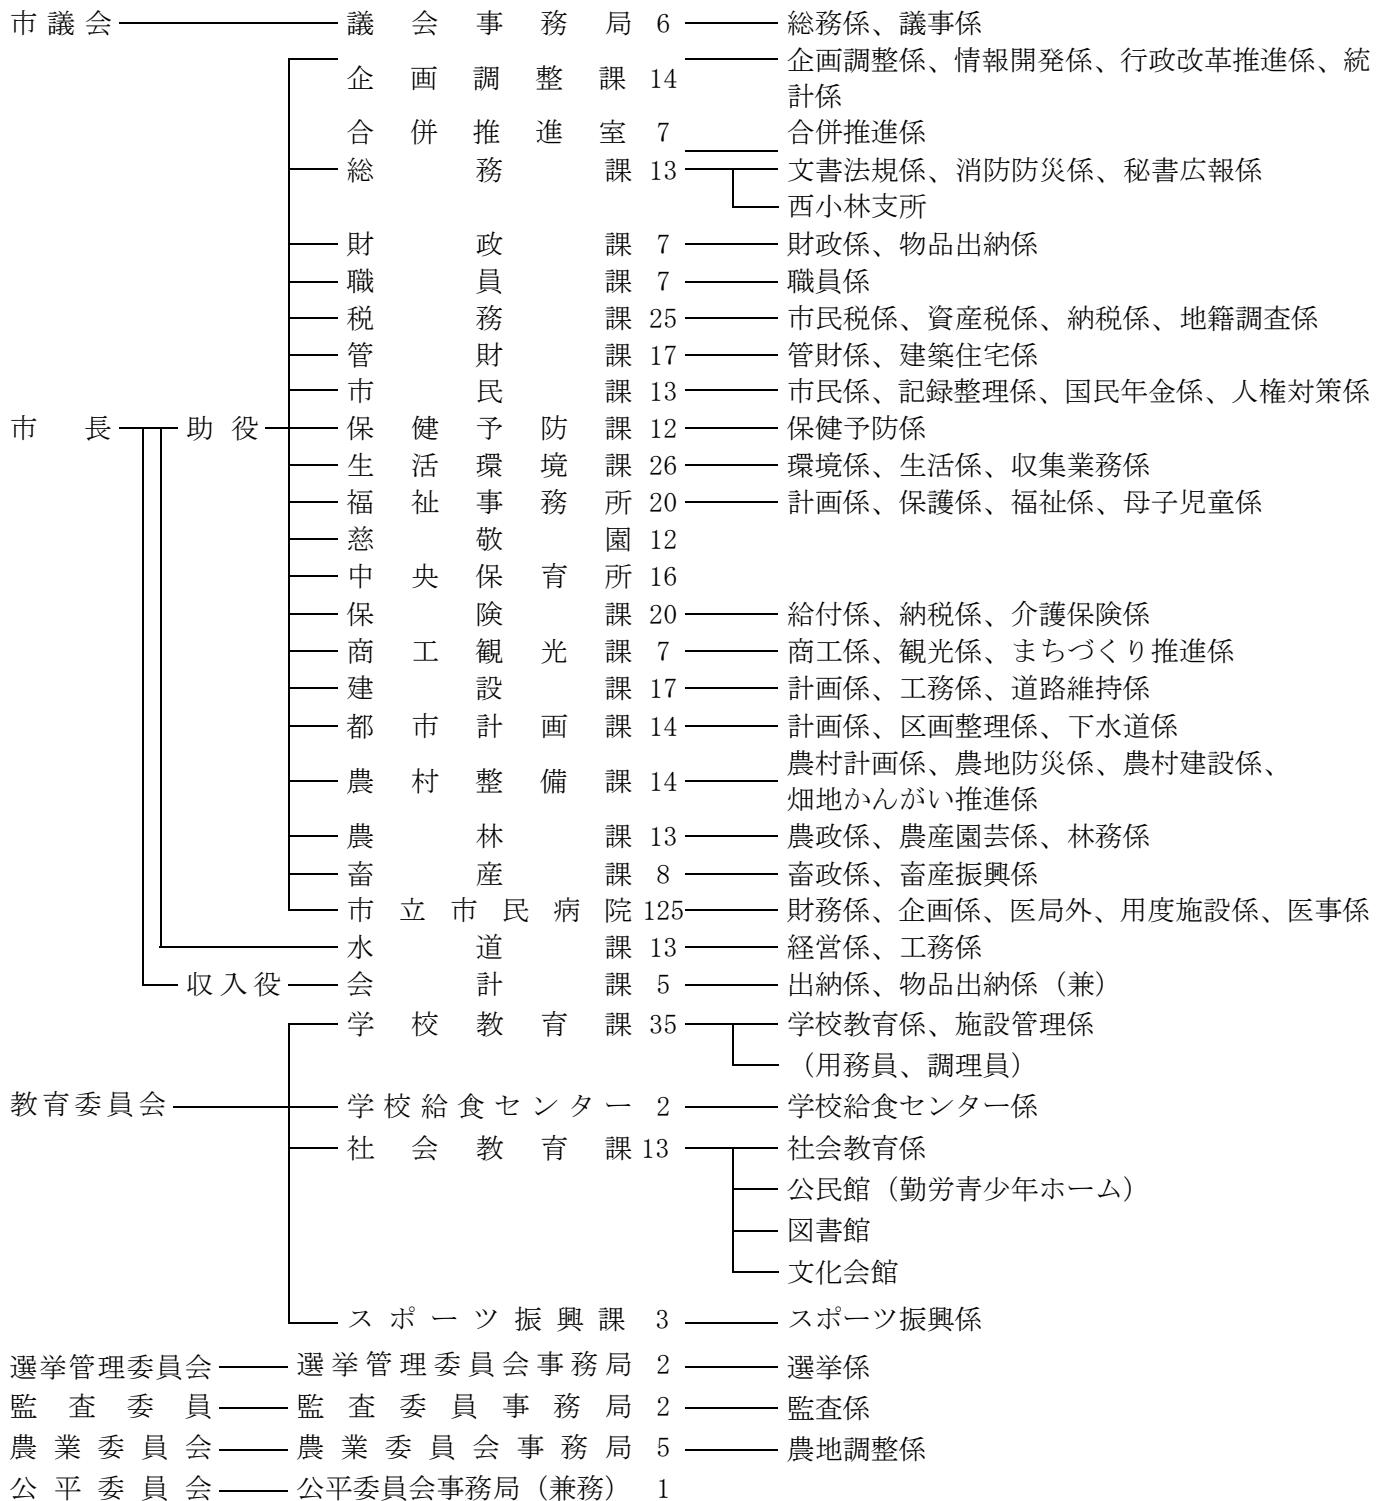 市議会 議会事務局 6 総務係、議事係
企画調整課 14 企画調整係、情報開発係、行政改革推進係、統
計係
合併推進室 7 合併推進係
総務課 13 文書法規係、消防防災係、秘書広報係
西小林支所
財政課 7 財政係、物品出納係
職員課 7 職員係
税務課 25 市民税係、資産税係、納税係、地籍調査係
管財課 17 管財係、建築住宅係
市民課 13 市民係、記録整理係、国民年金係、人権対策係
市長 助役 保健予防課 12 保健予防係
生活環境課 26 環境係、生活係、収集業務係
福祉事務所 20 計画係、保護係、福祉係、母子児童係
慈敬園 12
中央保育所 16
保険課 20 給付係、納税係、介護保険係
商工観光課 7 商工係、観光係、まちづくり推進係
建設課 17 計画係、工務係、道路維持係
都市計画課 14 計画係、区画整理係、下水道係
農村整備課 14 農村計画係、農地防災係、農村建設係、
畑地かんがい推進係
農林課 13 農政係、農産園芸係、林務係
畜産課 8 畜政係、畜産振興係
市立市民病院 125 財務係、企画係、医局外、用度施設係、医事係
水道課 13 経営係、工務係
収入役 会計課 5 出納係、物品出納係（兼）
学校教育課 35 学校教育係、施設管理係
（用務員、調理員）
教育委員会 学校給食センター 2 学校給食センター係
社会教育課 13 社会教育係
公民館（勤労青少年ホーム）
図書館
文化会館
スポーツ振興課 3 スポーツ振興係
選挙管理委員会 選挙管理委員会事務局 2 選挙係
監査委員 監査委員事務局 2 監査係
農業委員会 農業委員会事務局 5 農地調整係
公平委員会 公平委員会事務局（兼務） 1